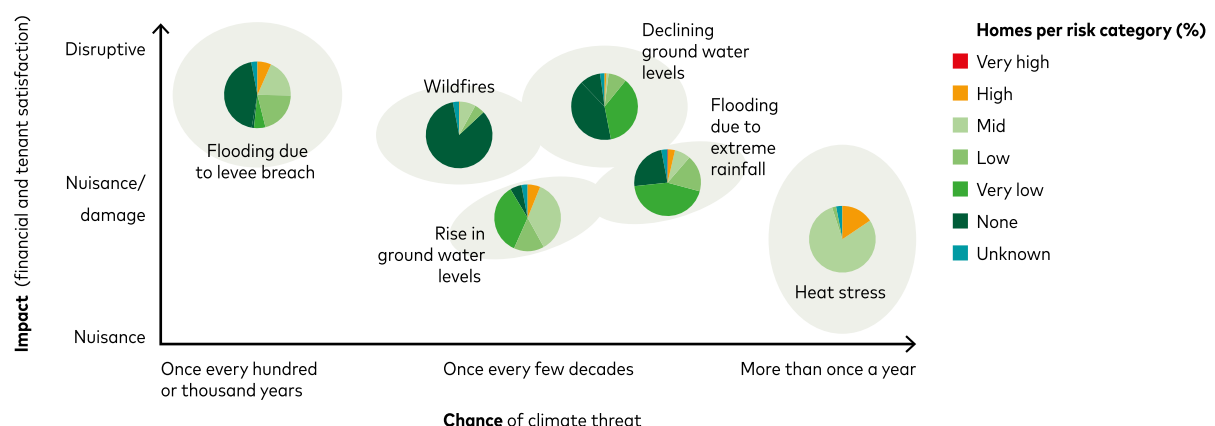 Impact (financial and tenant satisfaction)
Disruptive
Nuisance/
damage
Nuisance
Flooding due
to levee breach
Wildfires
Declining
ground water
levels
Flooding
due to
extreme
rainfall
Rise in
ground water
levels
Heat stress
Once every hundred
or thousand years
Once every few decades
More than once a year
Chance of climate threat
Homes per risk category (%)
Very high
High
Mid
Low
Very low
None
Unknown